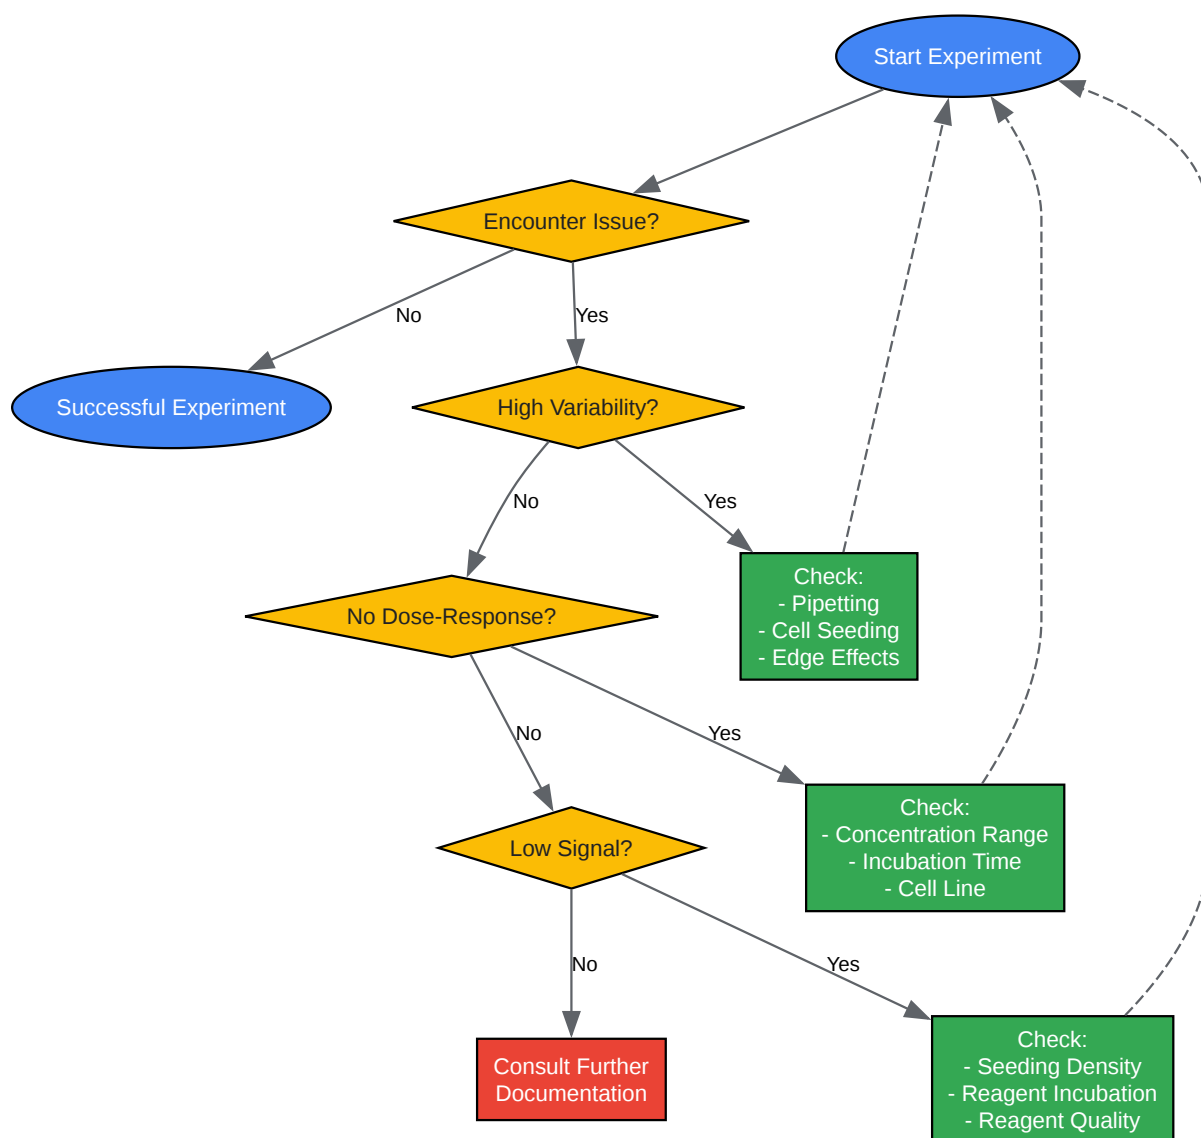 Start Experiment
Encounter Issue?
No
Yes
Successful Experiment
High Variability?
No
Yes
Check:
- Pipetting
- Cell Seeding
- Edge Effects
No Dose-Response?
No
Yes
Check:
- Concentration Range
- Incubation Time
- Cell Line
Low Signal?
No
Yes
Consult Further
Documentation
Check:
- Seeding Density
- Reagent Incubation
- Reagent Quality